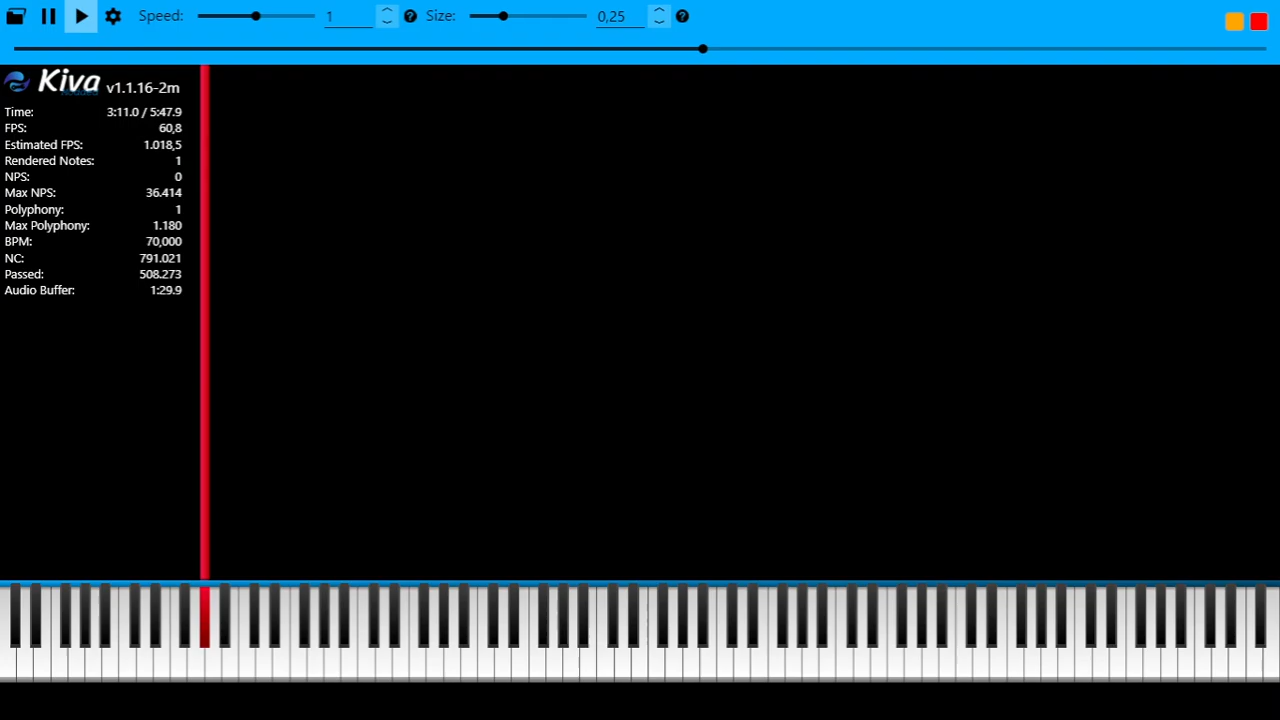 Speed: 1 Size: 0,25
Kiva v1.1.16-2m
Time: 3:11.0 / 5:47.9
FPS: 60,8
Estimated FPS: 1.018,5
Rendered Notes: 1
NPS: 0
Max NPS: 36.414
Polyphony: 1
Max Polyphony: 1.180
BPM: 70,000
NC: 791.021
Passed: 508.273
Audio Buffer: 1:29.9